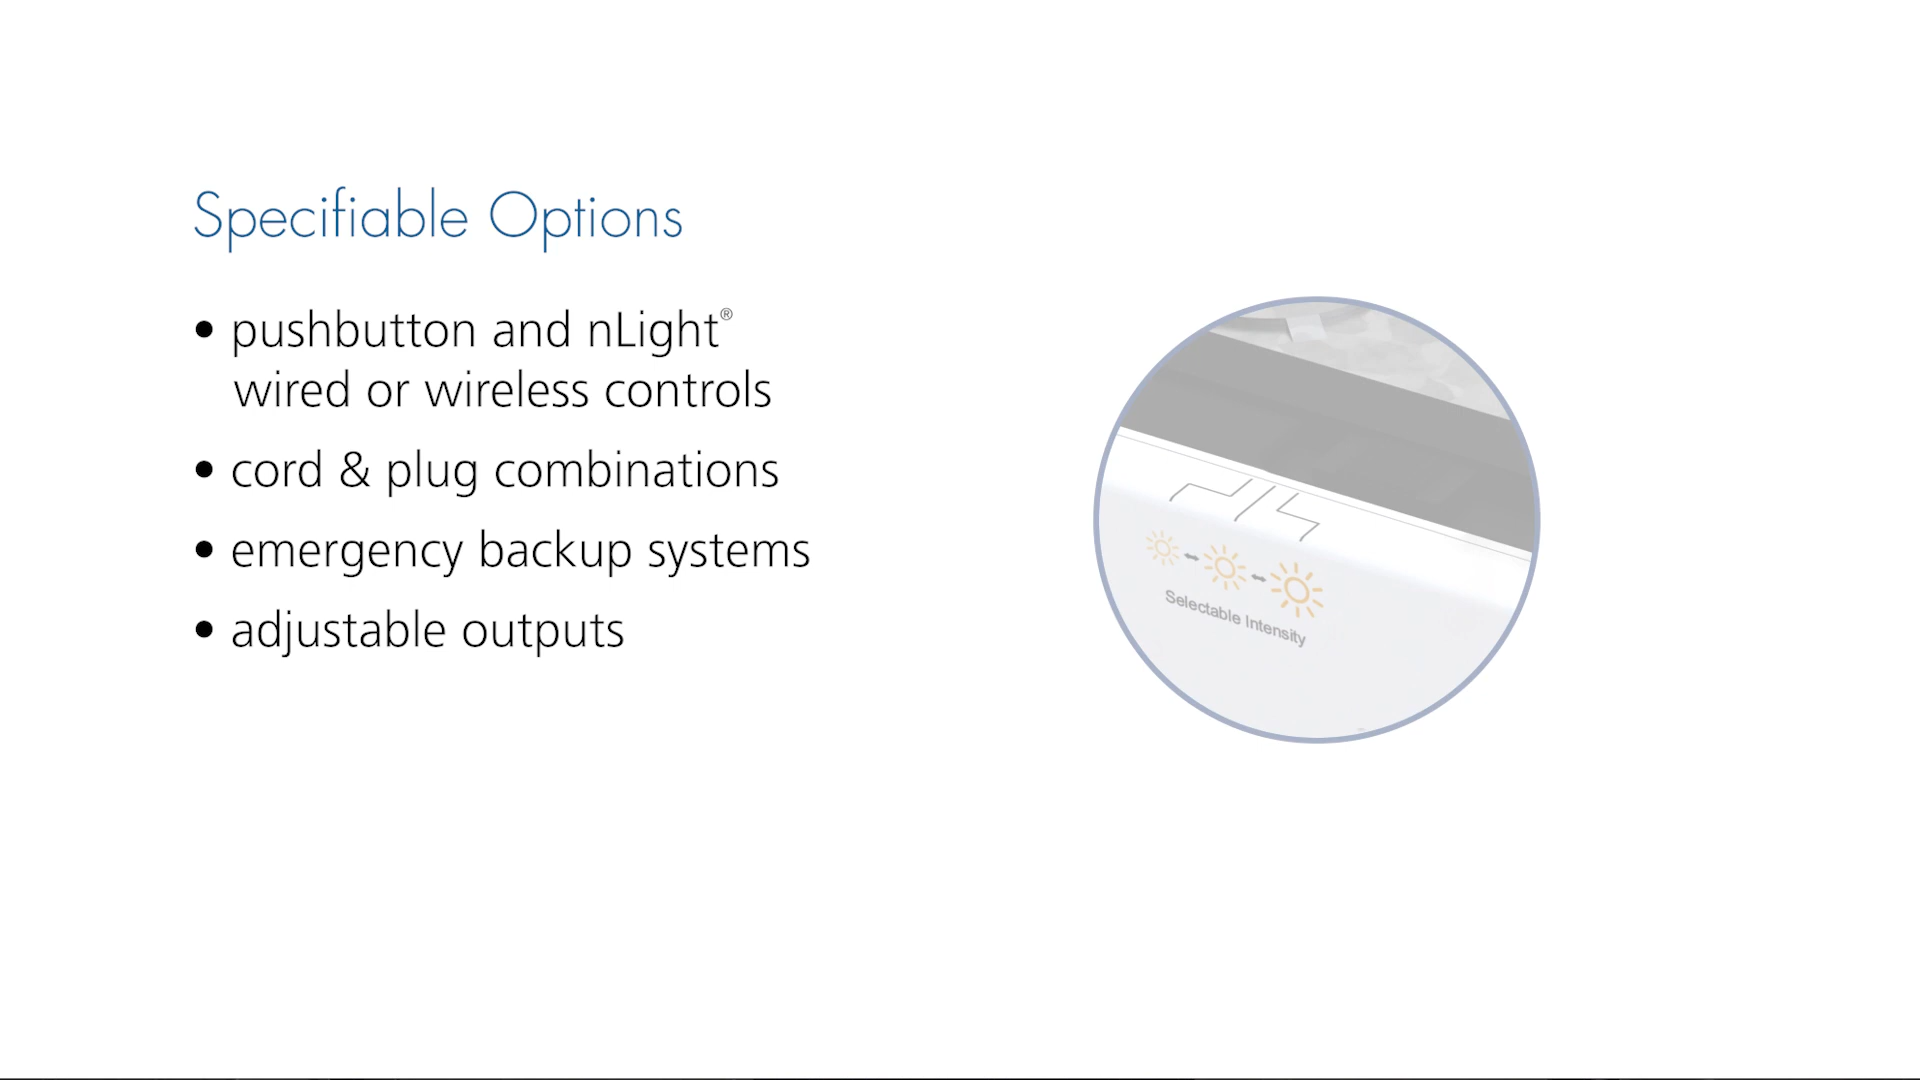 Specifiable Options
• pushbutton and nLight®
wired or wireless controls
• cord & plug combinations
• emergency backup systems
• adjustable outputs
Selectable Intensity